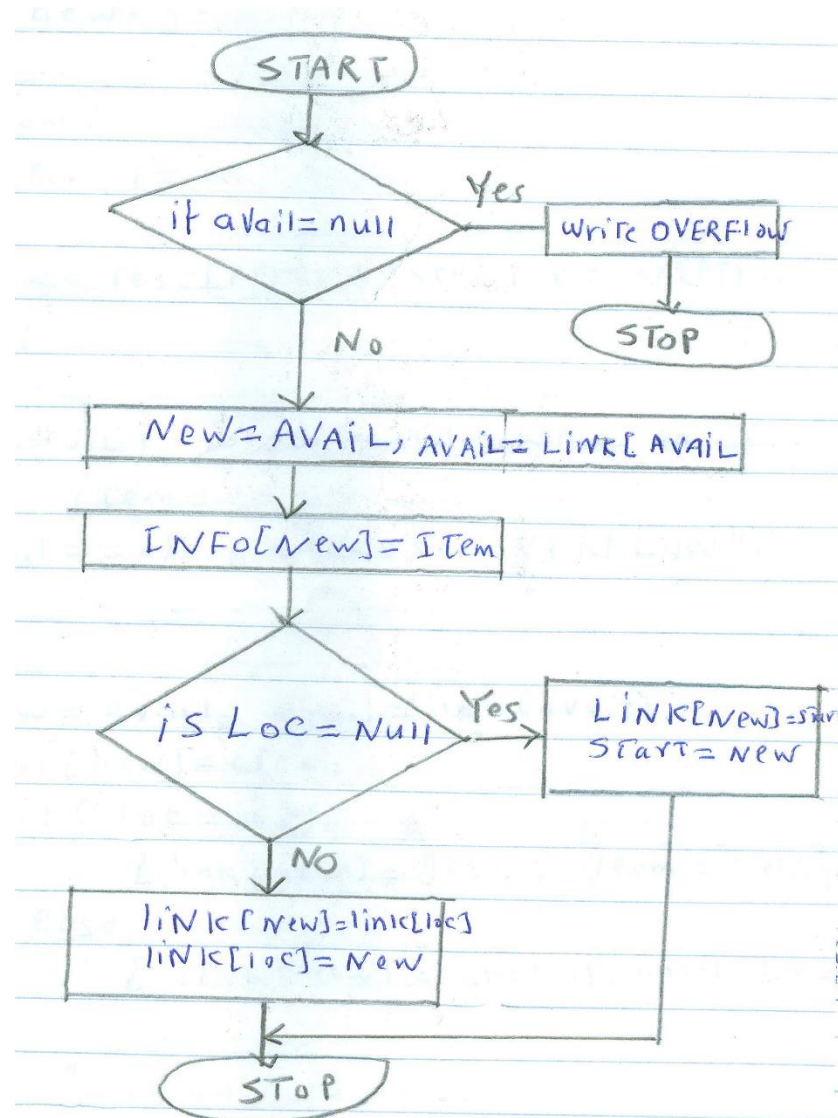 START
if avail=null
Yes
Write OVERFlow
STOP
No
New=AVAiL, AVAiL=LiNK[ AVAiL
INFO[New]=ITem
is Loc=Null
Yes
LiNK[New]=STar
STarT=New
NO
liNK[New]=link[loc]
liNK[loc]=New
STOP